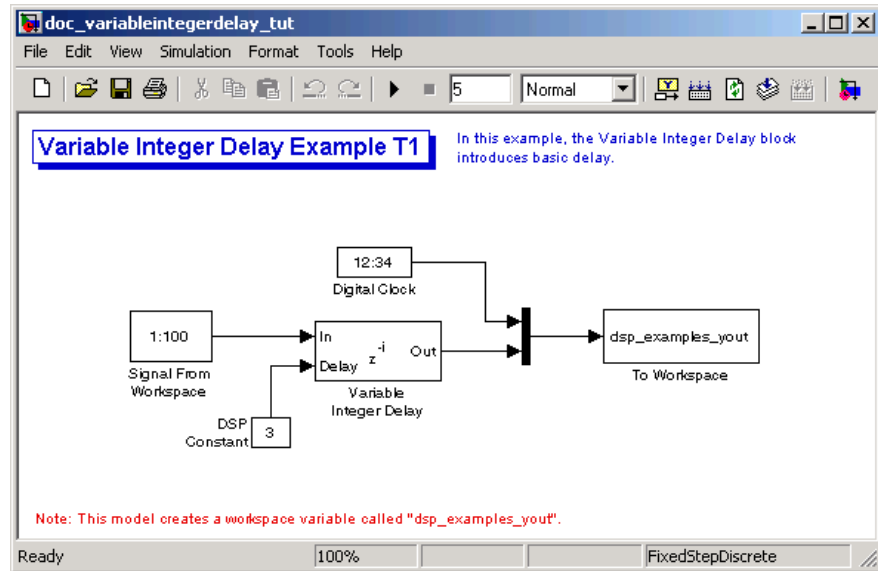 doc_variableintegerdelay_tut
File Edit View Simulation Format Tools Help
5 Normal
Variable Integer Delay Example T1
In this example, the Variable Integer Delay block
introduces basic delay.
12:34
Digital Clock
1:100
Signal From
Workspace
In
Delay
z
-i
Out
Variable
Integer Delay
DSP
Constant
3
dsp_examples_yout
To Workspace
Note: This model creates a workspace variable called "dsp_examples_yout".
Ready 100% FixedStepDiscrete